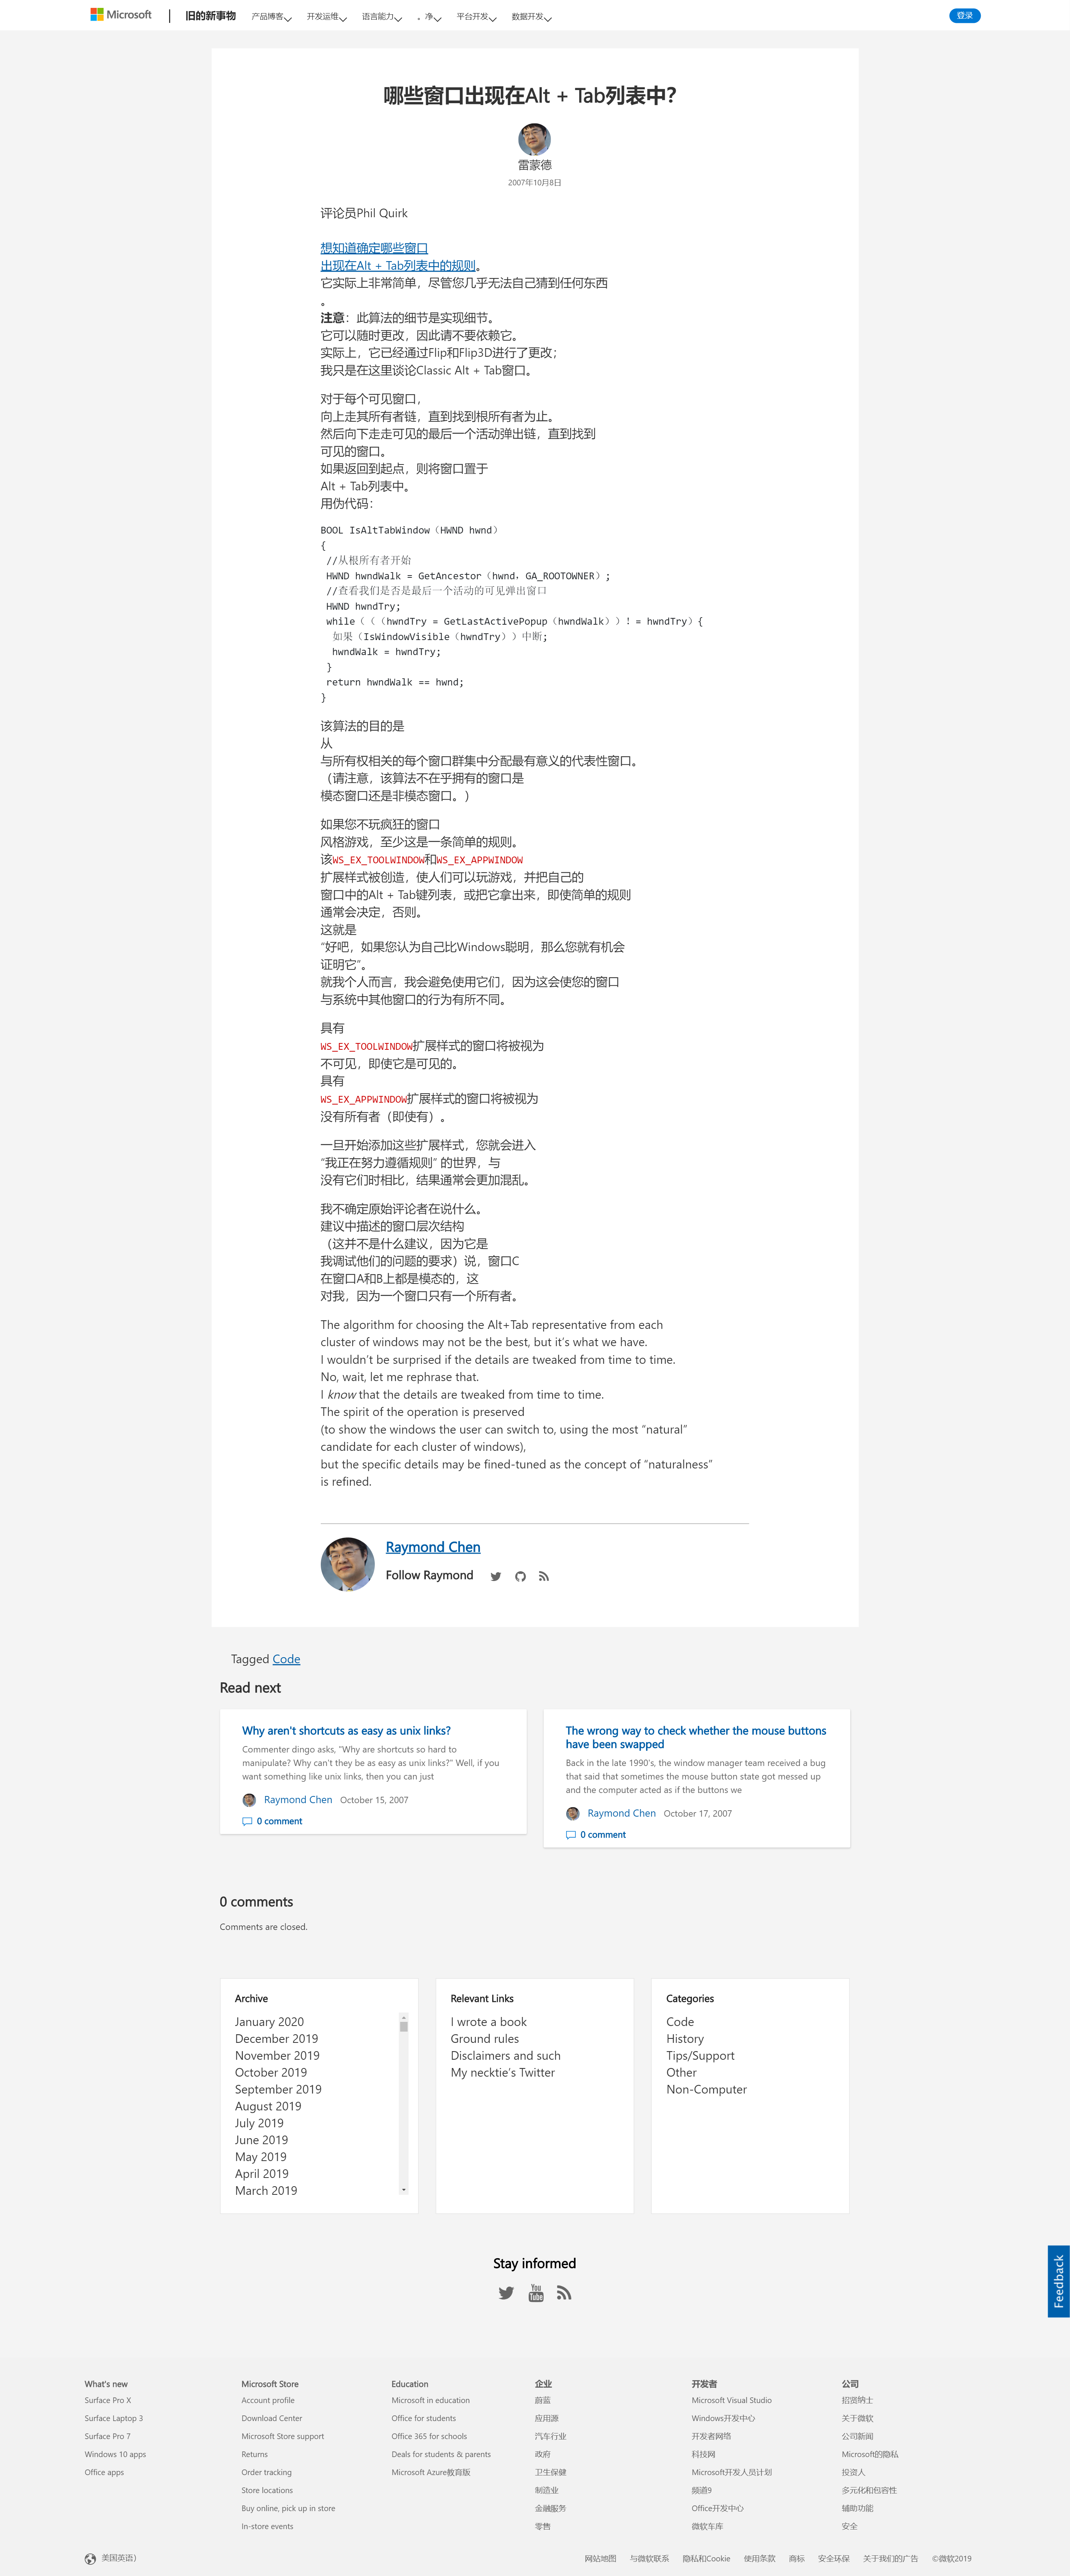 Microsoft | 旧的新事物 产品博客 开发运维 语言能力 。净 平台开发 数据开发 登录
哪些窗口出现在Alt + Tab列表中？
雷蒙德
2007年10月8日
评论员Phil Quirk
想知道确定哪些窗口
出现在Alt + Tab列表中的规则。
它实际上非常简单，尽管您几乎无法自己猜到任何东西
。
注意：此算法的细节是实现细节。
它可以随时更改，因此请不要依赖它。
实际上，它已经通过Flip和Flip3D进行了更改；
我只是在这里谈论Classic Alt + Tab窗口。
对于每个可见窗口，
向上走其所有者链，直到找到根所有者为止。
然后向下走走可见的最后一个活动弹出链，直到找到
可见的窗口。
如果返回到起点，则将窗口置于
Alt + Tab列表中。
用伪代码：
BOOL IsAltTabWindow（HWND hwnd）
{
//从根所有者开始
HWND hwndWalk = GetAncestor（hwnd，GA_ROOTOWNER）;
//查看我们是否是最后一个活动的可见弹出窗口
HWND hwndTry;
while（（（hwndTry = GetLastActivePopup（hwndWalk））！= hwndTry）{
如果（IsWindowVisible（hwndTry））中断;
hwndWalk = hwndTry;
}
return hwndWalk == hwnd;
}
该算法的目的是
从
与所有权相关的每个窗口群集中分配最有意义的代表性窗口。
（请注意，该算法不在乎拥有的窗口是
模态窗口还是非模态窗口。）
如果您不玩疯狂的窗口
风格游戏，至少这是一条简单的规则。
该WS_EX_TOOLWINDOW和WS_EX_APPWINDOW
扩展样式被创造，使人们可以玩游戏，并把自己的
窗口中的Alt + Tab键列表，或把它拿出来，即使简单的规则
通常会决定，否则。
这就是
“好吧，如果您认为自己比Windows聪明，那么您就有机会
证明它”。
就我个人而言，我会避免使用它们，因为这会使您的窗口
与系统中其他窗口的行为有所不同。
具有
WS_EX_TOOLWINDOW扩展样式的窗口将被视为
不可见，即使它是可见的。
具有
WS_EX_APPWINDOW扩展样式的窗口将被视为
没有所有者（即使有）。
一旦开始添加这些扩展样式，您就会进入
“我正在努力遵循规则” 的世界，与
没有它们时相比，结果通常会更加混乱。
我不确定原始评论者在说什么。
建议中描述的窗口层次结构
（这并不是什么建议，因为它是
我调试他们的问题的要求）说，窗口C
在窗口A和B上都是模态的，这
对我，因为一个窗口只有一个所有者。
The algorithm for choosing the Alt+Tab representative from each
cluster of windows may not be the best, but it’s what we have.
I wouldn’t be surprised if the details are tweaked from time to time.
No, wait, let me rephrase that.
I know that the details are tweaked from time to time.
The spirit of the operation is preserved
(to show the windows the user can switch to, using the most “natural”
candidate for each cluster of windows),
but the specific details may be fined-tuned as the concept of “naturalness”
is refined.
Raymond Chen
Follow Raymond
Tagged Code
Read next
Why aren't shortcuts as easy as unix links?
Commenter dingo asks, "Why are shortcuts so hard to
manipulate? Why can't they be as easy as unix links?" Well, if you
want something like unix links, then you can just
Raymond Chen October 15, 2007
0 comment
The wrong way to check whether the mouse buttons
have been swapped
Back in the late 1990's, the window manager team received a bug
that said that sometimes the mouse button state got messed up
and the computer acted as if the buttons we
Raymond Chen October 17, 2007
0 comment
0 comments
Comments are closed.
Archive
January 2020
December 2019
November 2019
October 2019
September 2019
August 2019
July 2019
June 2019
May 2019
April 2019
March 2019
Relevant Links
I wrote a book
Ground rules
Disclaimers and such
My necktie's Twitter
Categories
Code
History
Tips/Support
Other
Non-Computer
Feedback
Stay informed
You Tube
What's new
Surface Pro X
Surface Laptop 3
Surface Pro 7
Windows 10 apps
Office apps
Microsoft Store
Account profile
Download Center
Microsoft Store support
Returns
Order tracking
Store locations
Buy online, pick up in store
In-store events
Education
Microsoft in education
Office for students
Office 365 for schools
Deals for students & parents
Microsoft Azure教育版
企业
蔚蓝
应用源
汽车行业
政府
卫生保健
制造业
金融服务
零售
开发者
Microsoft Visual Studio
Windows开发中心
开发者网络
科技网
Microsoft开发人员计划
频道9
Office开发中心
微软车库
公司
招贤纳士
关于微软
公司新闻
Microsoft的隐私
投资人
多元化和包容性
辅助功能
安全
美国英语）
网站地图 与微软联系 隐私和Cookie 使用条款 商标 安全环保 关于我们的广告 ©微软2019